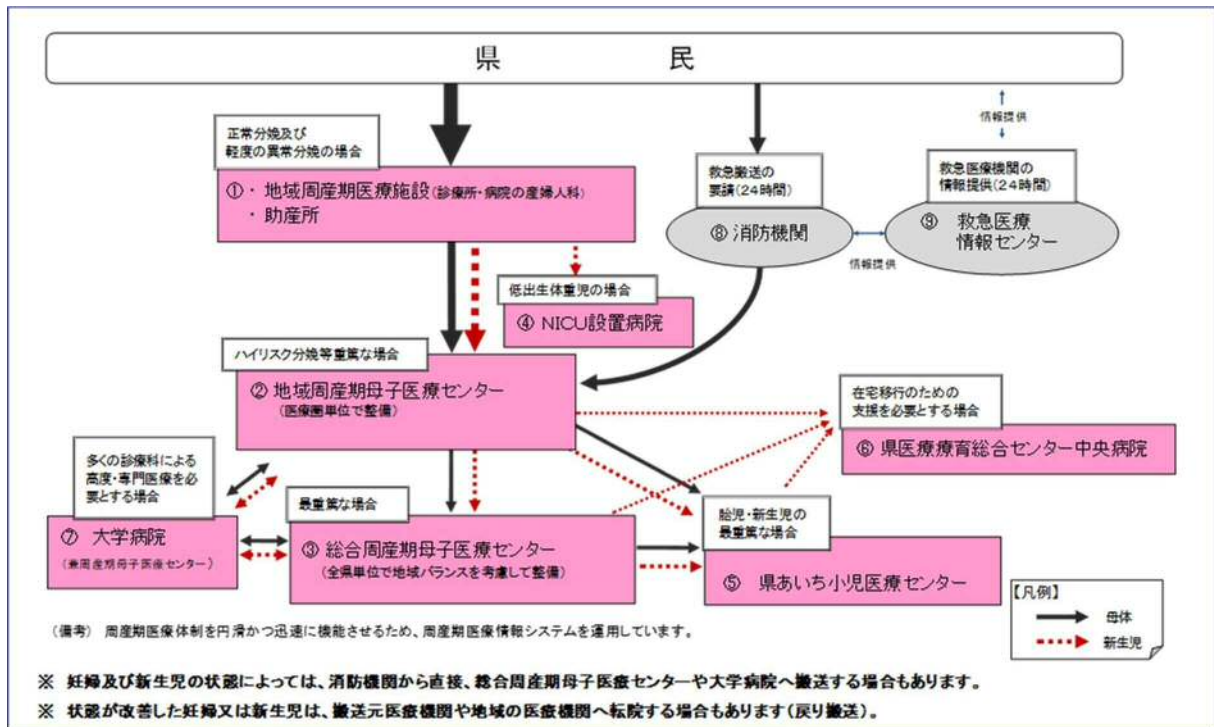 県　民
正常分娩及び
軽度の異常分娩の場合
①・地域周産期医療施設(診療所・病院の産婦人科)
・助産所
救急搬送の
要請(24時間)
⑧消防機関
情報提供
救急医療機関の
情報提供(24時間)
⑨ 救急医療
情報センター
情報提供
低出生体重児の場合
④ NICU設置病院
ハイリスク分娩等重篤な場合
②地域周産期母子医療センター
(医療圏単位で整備)
在宅移行のための
支援を必要とする場合
⑥県医療療育総合センター中央病院
多くの診療科による
高度・専門医療を必
要とする場合
⑦ 大学病院
(兼周産期母子医療センター)
最重篤な場合
③総合周産期母子医療センター
(全県単位で地域バランスを考慮して整備)
胎児・新生児の
最重篤な場合
⑤ 県あいち小児医療センター
【凡例】
母体
新生児
(備考) 周産期医療体制を円滑かつ迅速に機能させるため、周産期医療情報システムを運用しています。
※ 妊婦及び新生児の状態によっては、消防機関から直接、総合周産期母子医療センターや大学病院へ搬送する場合もあります。
※ 状態が改善した妊婦又は新生児は、搬送元医療機関や地域の医療機関へ転院する場合もあります(戻り搬送)。